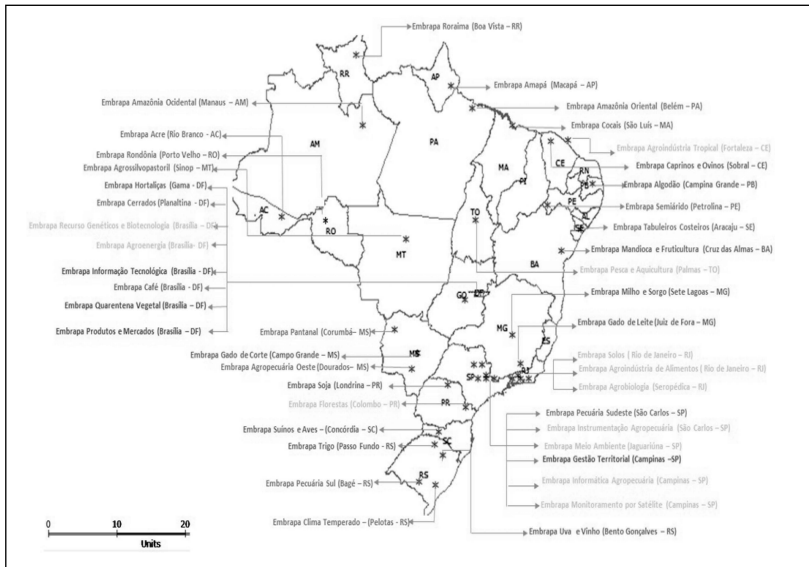 Embrapa Roraima (Boa Vista – RR)
RR
AP
Embrapa Amapá (Macapá – AP)
Embrapa Amazônia Ocidental (Manaus – AM)
Embrapa Amazônia Oriental (Belém – PA)
Embrapa Cocais (São Luís – MA)
Embrapa Acre (Rio Branco - AC)
Embrapa Agroindústria Tropical (Fortaleza – CE)
AM
PA
Embrapa Rondônia (Porto Velho – RO)
Embrapa Agrossilvopastoril (Sinop – MT)
MA
CE
Embrapa Caprinos e Ovinos (Sobral – CE)
RN
PI
Embrapa Hortaliças (Gama - DF)
PB
Embrapa Algodão (Campina Grande – PB)
Embrapa Cerrados (Planaltina - DF)
PE
Embrapa Semiárido (Petrolina – PE)
AC
TO
AL
Embrapa Recurso Genéticos e Biotecnologia (Brasília – DF)
RO
SE
Embrapa Tabuleiros Costeiros (Aracaju – SE)
Embrapa Agroenergia (Brasília- DF)
MT
Embrapa Mandioca e Fruticultura (Cruz das Almas – BA)
BA
Embrapa Informação Tecnológica (Brasília - DF)
Embrapa Pesca e Aquicultura (Palmas – TO)
Embrapa Café (Brasília - DF)
GO
DF
Embrapa Milho e Sorgo (Sete Lagoas – MG)
Embrapa Quarentena Vegetal (Brasília – DF)
Embrapa Produtos e Mercados (Brasília – DF)
Embrapa Pantanal (Corumbá- MS)
MG
Embrapa Gado de Leite (Juiz de Fora – MG)
ES
Embrapa Gado de Corte (Campo Grande – MS)
MS
Embrapa Solos ( Rio de Janeiro – RJ)
Embrapa Agropecuária Oeste (Dourados– MS)
Embrapa Agroindústria de Alimentos ( Rio de Janeiro – RJ)
SP
RJ
Embrapa Soja (Londrina – PR)
Embrapa Agrobiologia (Seropédica – RJ)
Embrapa Florestas (Colombo – PR)
PR
Embrapa Pecuária Sudeste (São Carlos – SP)
Embrapa Suínos e Aves – (Concórdia – SC)
Embrapa Instrumentação Agropecuária (São Carlos – SP)
Embrapa Trigo (Passo Fundo - RS)
SC
Embrapa Meio Ambiente (Jaguariúna – SP)
Embrapa Gestão Territorial (Campinas –SP)
RS
Embrapa Pecuária Sul (Bagé – RS)
Embrapa Informática Agropecuária (Campinas – SP)
Embrapa Monitoramento por Satélite (Campinas – SP)
Embrapa Clima Temperado – (Pelotas - RS)
Embrapa Uva e Vinho (Bento Gonçalves – RS)
0 10 20
Units